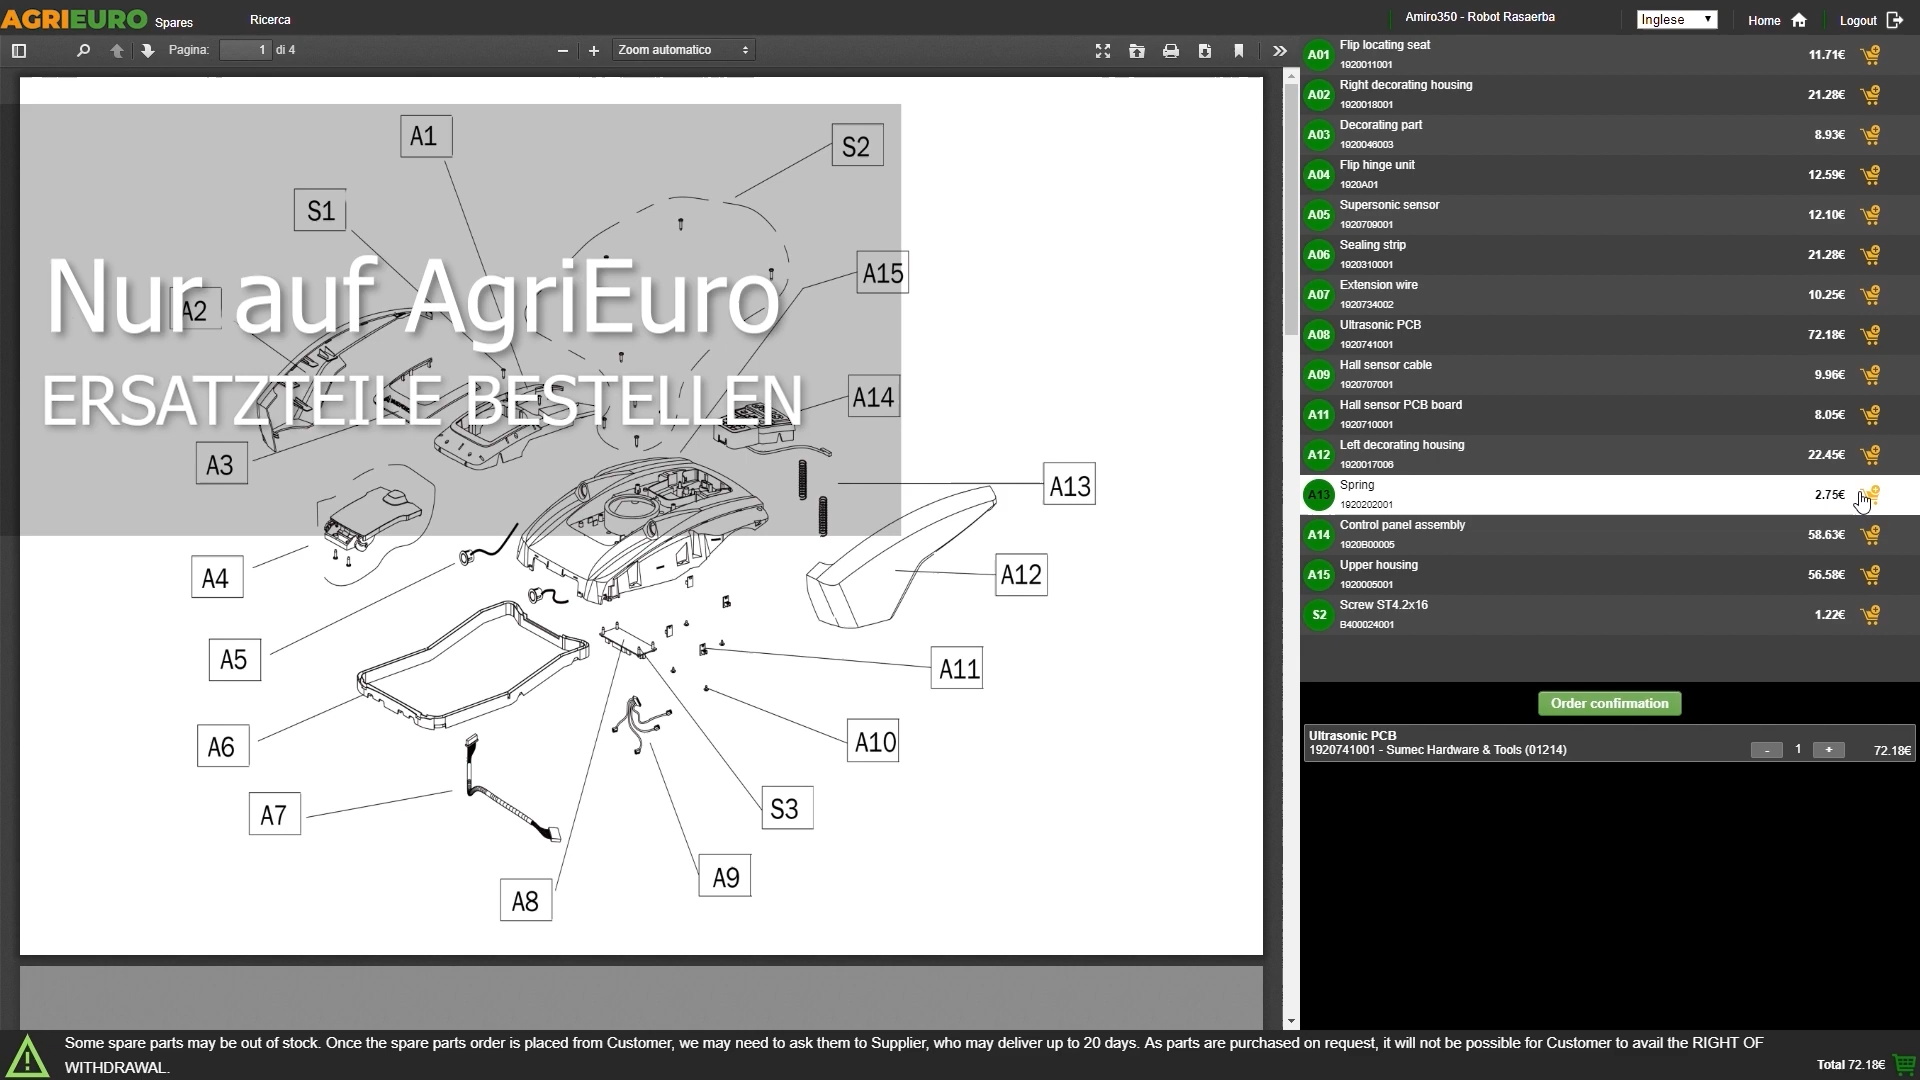 AGRIEURO Spares
Ricerca
Amiro350 - Robot Rasaerba
Inglese
Home
Logout
Pagina: 1 di 4
Zoom automatico
A1
S2
S1
A15
A2
Nur auf AgriEuro
ERSATZTEILE BESTELLEN
A14
A3
A13
A4
A12
A5
A11
A6
A10
A7
S3
A9
A8
A01 Flip locating seat 11.71€
1920011001
A02 Right decorating housing 21.28€
1920018001
A03 Decorating part 8.93€
1920046003
A04 Flip hinge unit 12.59€
1920A01
A05 Supersonic sensor 12.10€
1920709001
A06 Sealing strip 21.28€
1920310001
A07 Extension wire 10.25€
1920734002
A08 Ultrasonic PCB 72.18€
1920741001
A09 Hall sensor cable 9.96€
1920707001
A11 Hall sensor PCB board 8.05€
1920710001
A12 Left decorating housing 22.45€
1920017006
A13 Spring 2.75€
1920202001
A14 Control panel assembly 58.63€
1920B00005
A15 Upper housing 56.58€
1920005001
S2 Screw ST4.2x16 1.22€
B400024001
Order confirmation
Ultrasonic PCB
1920741001 - Sumec Hardware & Tools (01214) - 1 + 72.18€
Some spare parts may be out of stock. Once the spare parts order is placed from Customer, we may need to ask them to Supplier, who may deliver up to 20 days. As parts are purchased on request, it will not be possible for Customer to avail the RIGHT OF
WITHDRAWAL.
Total 72.18€